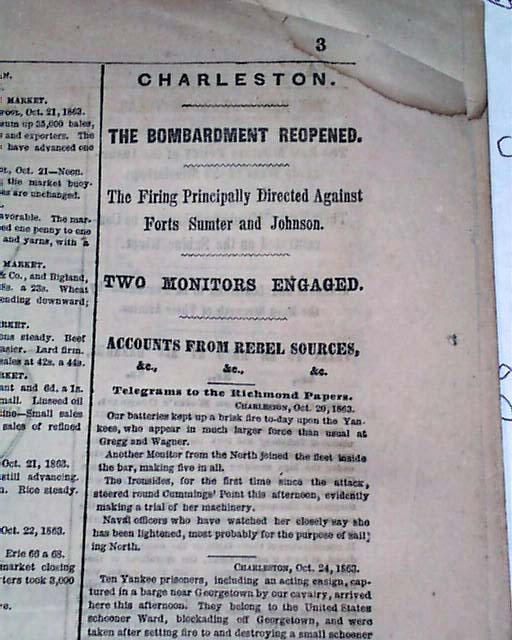 3
N.
MARKET.
Oct. 21, 1863.
sum up 35,000 bales,
and exporters. The
have advanced one
Oct. 21—Noon.
the market buoy-
are unchanged.
avorable. The mar-
ed one penny to one
and yarns, with a
MARKET.
& Co., and Bigland,
8s. a 23s. Wheat
ending downward;
RKET.
ons steady. Beef
asier. Lard firm.
sales at 42s. a 44s.
RKET.
ant and 6d. a 1s.
mall. Linseed oil
cine—Small sales
sales of refined
Oct. 21, 1863.
still advancing.
n. Rice steady.
Oct. 22, 1863.
Erie 66 a 68.
market closing
ters took 3,000
CHARLESTON.
THE BOMBARDMENT REOPENED.
The Firing Principally Directed Against
Forts Sumter and Johnson.
TWO MONITORS ENGAGED.
ACCOUNTS FROM REBEL SOURCES,
&c., &c., &c.
Telegrams to the Richmond Papers.
CHARLESTON, Oct. 20, 1863.
Our batteries kept up a brisk fire to-day upon the Yan-
kees, who appear in much larger force than usual at
Gregg and Wagner.
Another Monitor from the North joined the fleet inside
the bar, making five in all.
The Ironsides, for the first time since the attack,
steered round Cummings' Point this afternoon, evidently
making a trial of her machinery.
Naval officers who have watched her closely say she
has been lightened, most probably for the purpose of sail-
ing North.
CHARLESTON, Oct. 24, 1863.
Ten Yankee prisoners, including an acting ensign, cap-
tured in a barge near Georgetown by our cavalry, arrived
here this afternoon. They belong to the United States
schooner Ward, blockading off Georgetown, and were
taken after setting fire to and destroying a small schooner